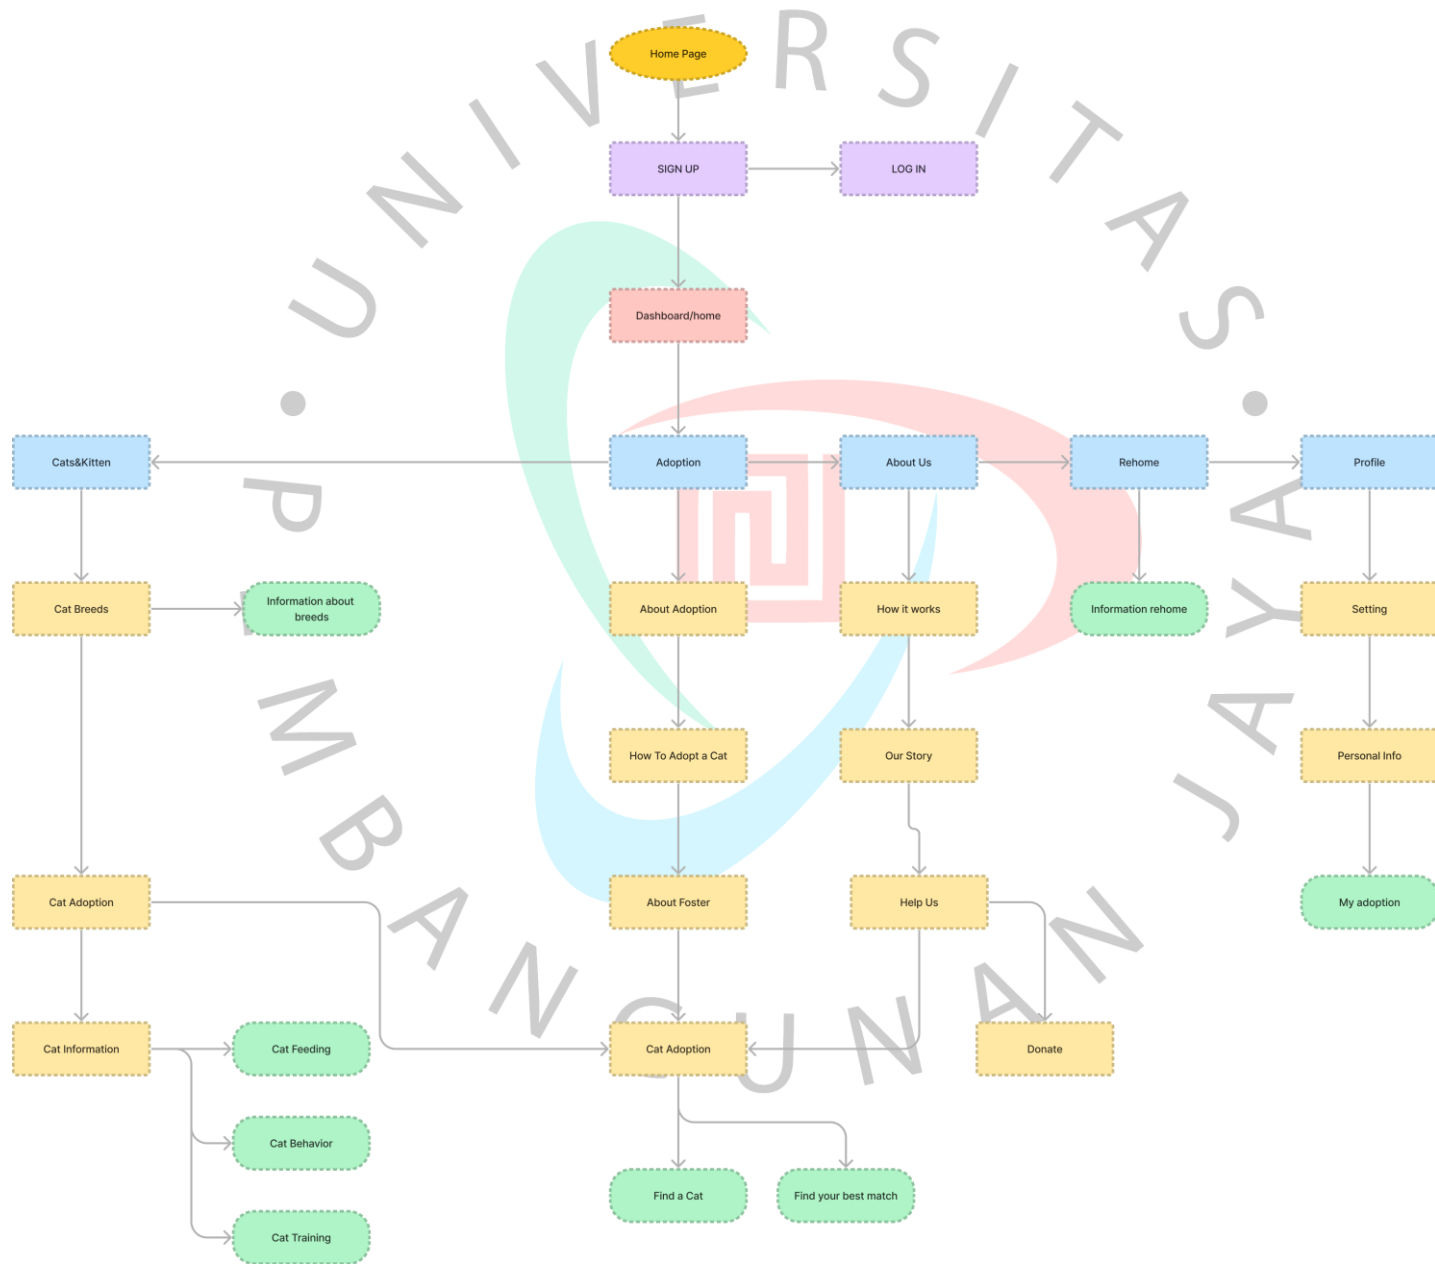 UNIVERSITAS
Home Page
SIGN UP
LOG IN
Dashboard/home
Cats&Kitten
Adoption
About Us
Rehome
Profile
Cat Breeds
Information about
breeds
About Adoption
How it works
Information rehome
Setting
How To Adopt a Cat
Our Story
Personal Info
Cat Adoption
About Foster
Help Us
My adoption
Cat Information
Cat Feeding
Cat Adoption
Donate
Cat Behavior
Find a Cat
Find your best match
Cat Training
PEMBANGUNAN JAYA